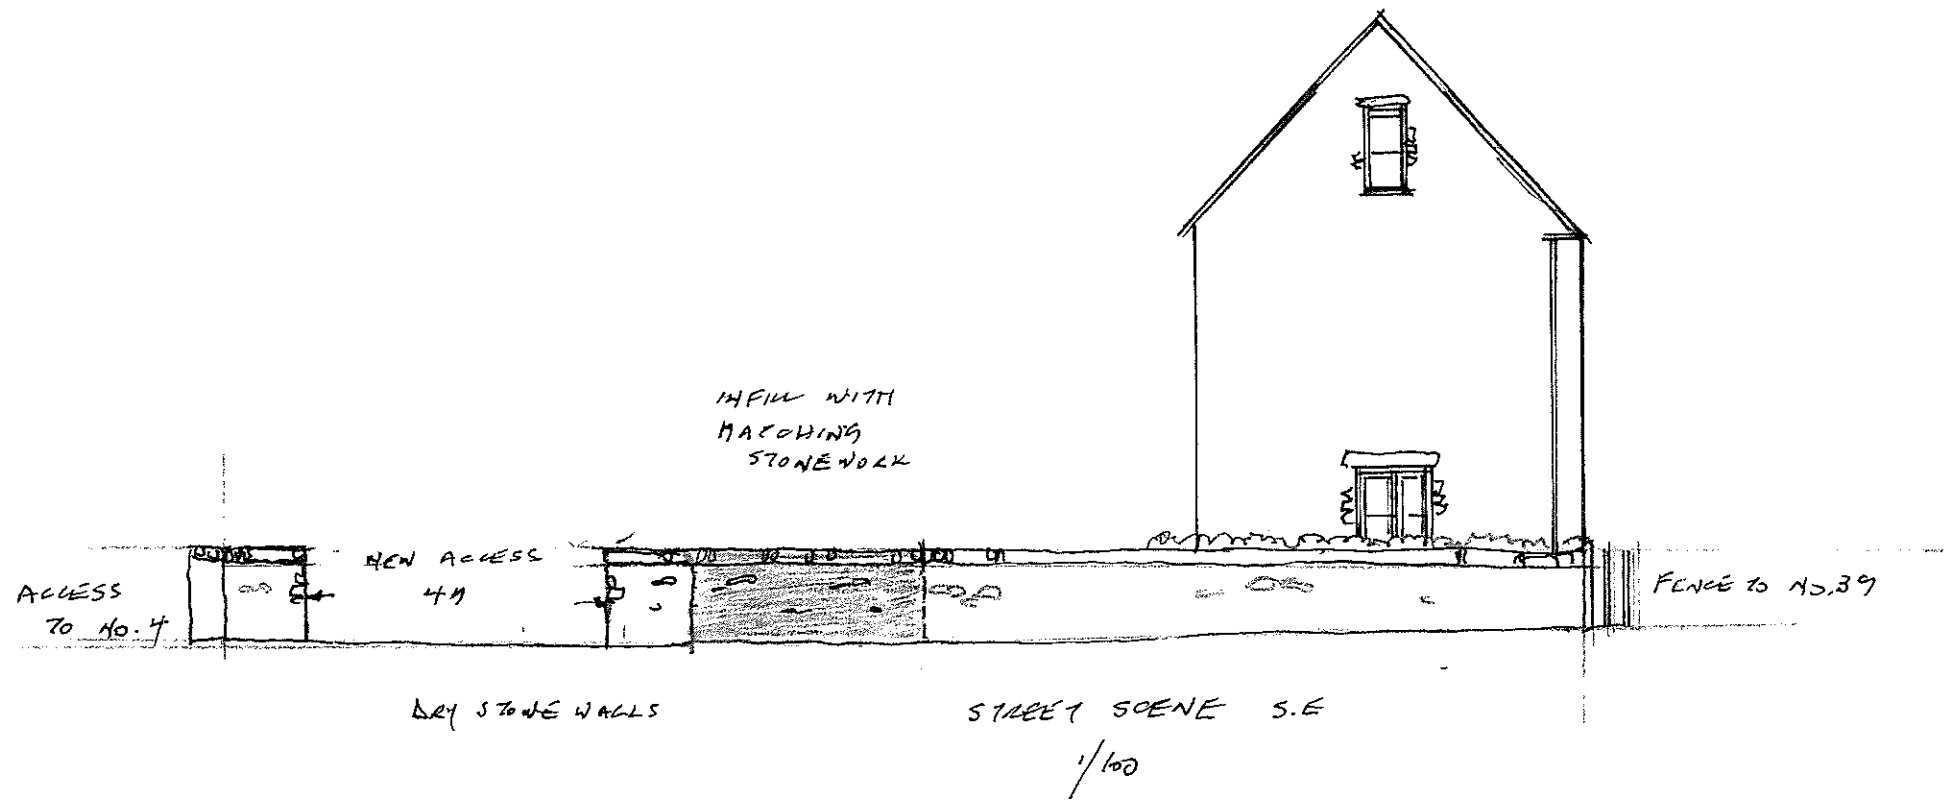 INFILL WITH
MATCHING
STONEWORK
NEW ACCESS
4M
ACCESS
TO NO. 4
FENCE TO NO. 39
DRY STONE WALLS
STREET SCENE S.E
1/100